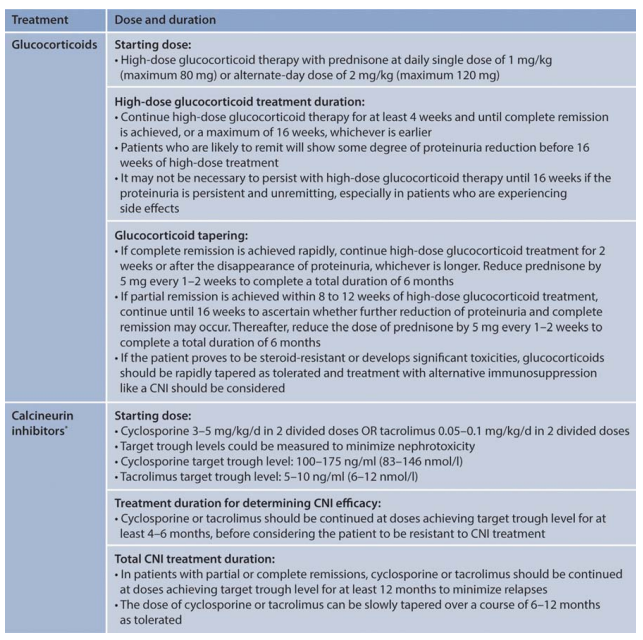 Treatment
Dose and duration
Glucocorticoids
Starting dose:
• High-dose glucocorticoid therapy with prednisone at daily single dose of 1 mg/kg
(maximum 80 mg) or alternate-day dose of 2 mg/kg (maximum 120 mg)
High-dose glucocorticoid treatment duration:
• Continue high-dose glucocorticoid therapy for at least 4 weeks and until complete remission
is achieved, or a maximum of 16 weeks, whichever is earlier
• Patients who are likely to remit will show some degree of proteinuria reduction before 16
weeks of high-dose treatment
• It may not be necessary to persist with high-dose glucocorticoid therapy until 16 weeks if the
proteinuria is persistent and unremitting, especially in patients who are experiencing
side effects
Glucocorticoid tapering:
• If complete remission is achieved rapidly, continue high-dose glucocorticoid treatment for 2
weeks or after the disappearance of proteinuria, whichever is longer. Reduce prednisone by
5 mg every 1–2 weeks to complete a total duration of 6 months
• If partial remission is achieved within 8 to 12 weeks of high-dose glucocorticoid treatment,
continue until 16 weeks to ascertain whether further reduction of proteinuria and complete
remission may occur. Thereafter, reduce the dose of prednisone by 5 mg every 1–2 weeks to
complete a total duration of 6 months
• If the patient proves to be steroid-resistant or develops significant toxicities, glucocorticoids
should be rapidly tapered as tolerated and treatment with alternative immunosuppression
like a CNI should be considered
Calcineurin
inhibitors*
Starting dose:
• Cyclosporine 3–5 mg/kg/d in 2 divided doses OR tacrolimus 0.05–0.1 mg/kg/d in 2 divided doses
• Target trough levels could be measured to minimize nephrotoxicity
• Cyclosporine target trough level: 100–175 ng/ml (83–146 nmol/l)
• Tacrolimus target trough level: 5–10 ng/ml (6–12 nmol/l)
Treatment duration for determining CNI efficacy:
• Cyclosporine or tacrolimus should be continued at doses achieving target trough level for at
least 4–6 months, before considering the patient to be resistant to CNI treatment
Total CNI treatment duration:
• In patients with partial or complete remissions, cyclosporine or tacrolimus should be continued
at doses achieving target trough level for at least 12 months to minimize relapses
• The dose of cyclosporine or tacrolimus can be slowly tapered over a course of 6–12 months
as tolerated